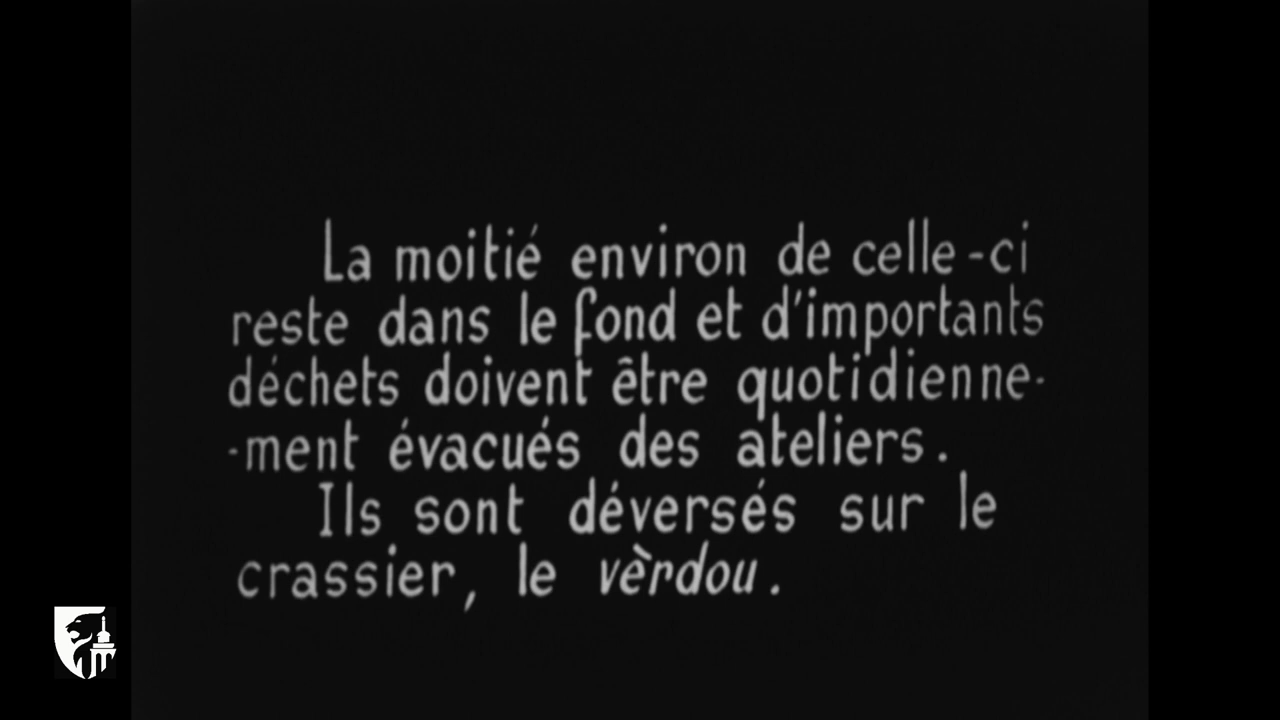 La moitié environ de celle-ci
reste dans le fond et d'importants
déchets doivent être quotidienne-
-ment évacués des ateliers.
Ils sont déversés sur le
crassier, le vèrdou.